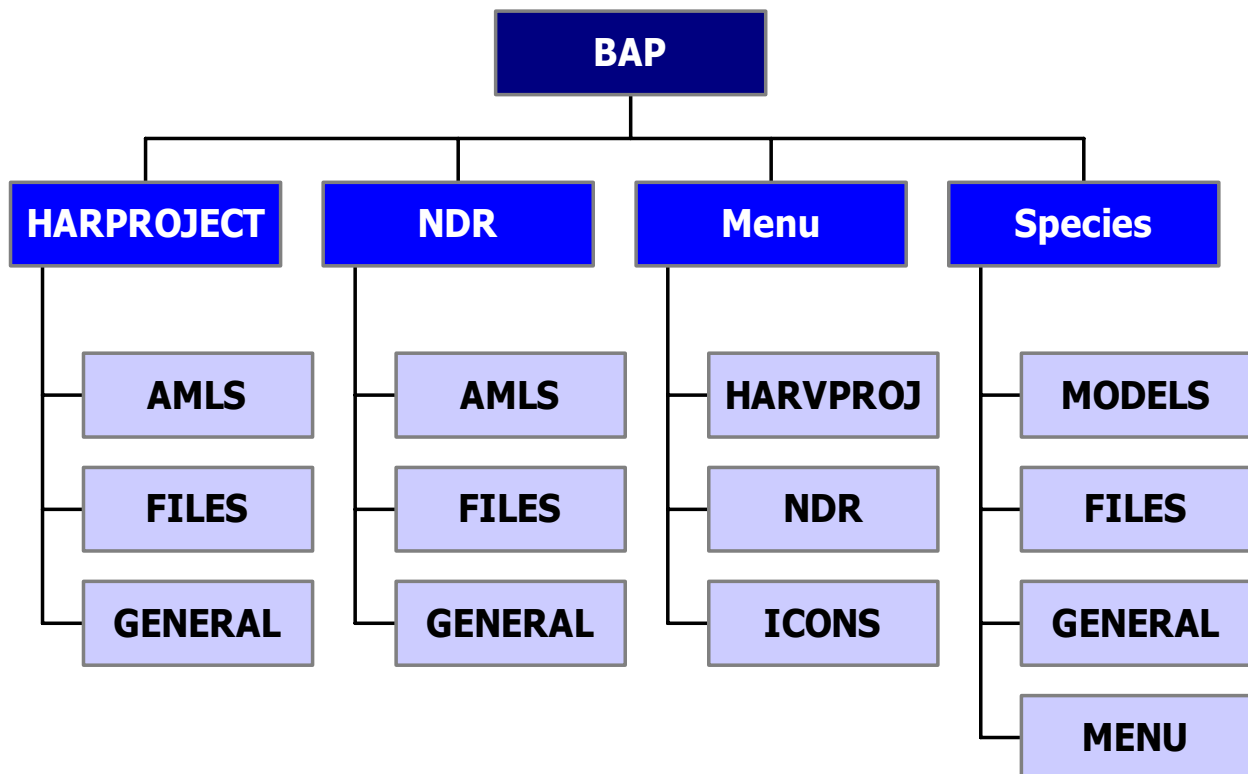 BAP
HARPROJECT
NDR
Menu
Species
AMLS
AMLS
HARVPROJ
MODELS
FILES
FILES
NDR
FILES
GENERAL
GENERAL
ICONS
GENERAL
MENU